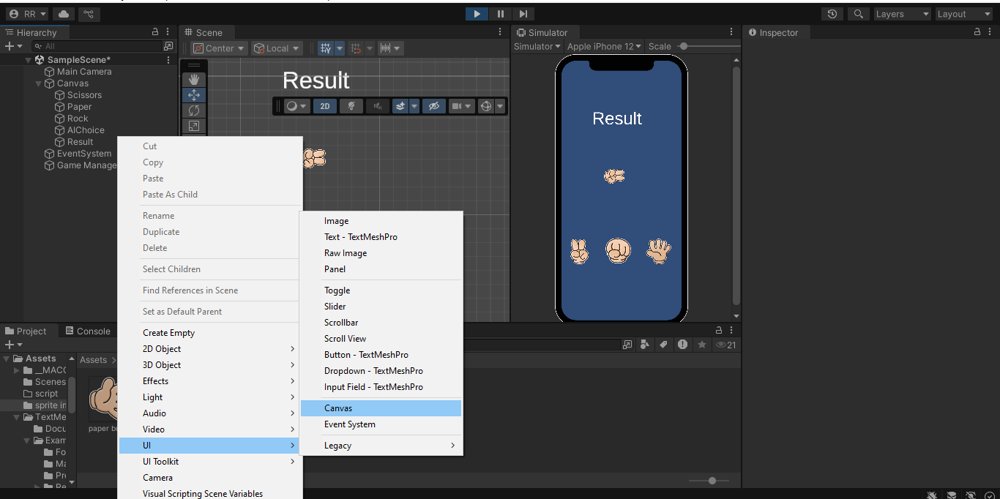 RR
Layers
Layout
Hierarchy
All
SampleScene*
Main Camera
Canvas
Scissors
Paper
Rock
AIChoice
Result
EventSystem
Game Manage
Scene
Center
Local
Result
2D
Simulator
Simulator
Apple iPhone 12
Scale
Result
Inspector
Cut
Copy
Paste
Paste As Child
Rename
Duplicate
Delete
Select Children
Find References in Scene
Set as Default Parent
Create Empty
2D Object
3D Object
Effects
Light
Audio
Video
UI
UI Toolkit
Camera
Visual Scripting Scene Variables
Image
Text - TextMeshPro
Raw Image
Panel
Toggle
Slider
Scrollbar
Scroll View
Button - TextMeshPro
Dropdown - TextMeshPro
Input Field - TextMeshPro
Canvas
Event System
Legacy
Project
Console
21
Assets
__MACO
Scenes
script
sprite in
TextMe
Docu
Exam
Fo
Ma
Pr
Re
Assets >
paper b